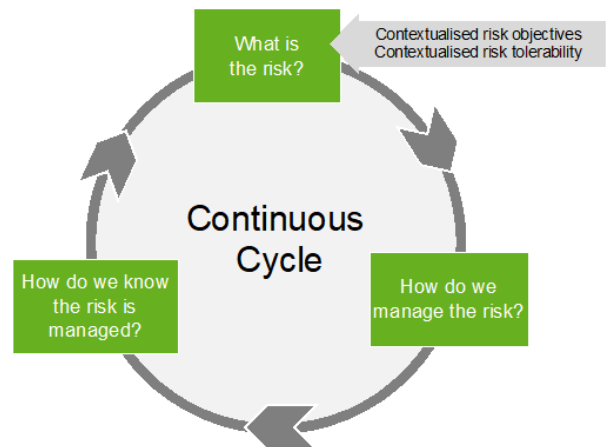 What is
the risk?
Contextualised risk objectives
Contextualised risk tolerability
Continuous
Cycle
How do we know
the risk is
managed?
How do we
manage the risk?